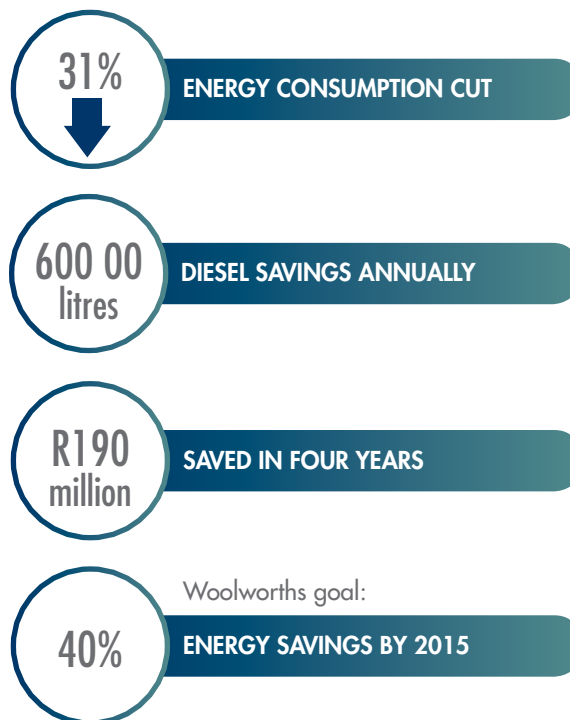 31%
ENERGY CONSUMPTION CUT
600 00
litres
DIESEL SAVINGS ANNUALLY
R190
million
SAVED IN FOUR YEARS
Woolworths goal:
40%
ENERGY SAVINGS BY 2015